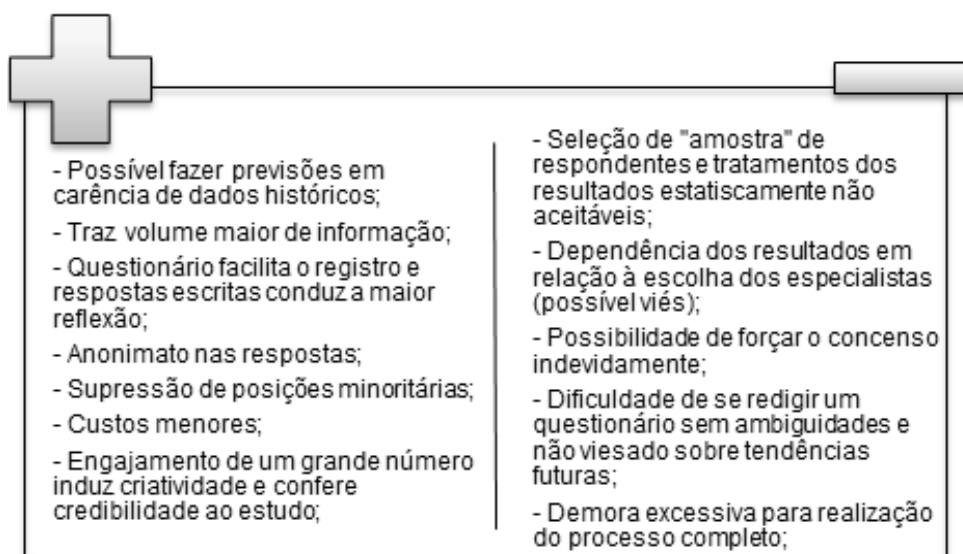 - Possível fazer previsões em
carência de dados históricos;
- Traz volume maior de informação;
- Questionário facilita o registro e
respostas escritas conduz a maior
reflexão;
- Anonimato nas respostas;
- Supressão de posições minoritárias;
- Custos menores;
- Engajamento de um grande número
induz criatividade e confere
credibilidade ao estudo;
- Seleção de "amostra" de
respondentes e tratamentos dos
resultados estatiscamente não
aceitáveis;
- Dependência dos resultados em
relação à escolha dos especialistas
(possível viés);
- Possibilidade de forçar o concenso
indevidamente;
- Dificuldade de se redigir um
questionário sem ambiguidades e
não viesado sobre tendências
futuras;
- Demora excessiva para realização
do processo completo;